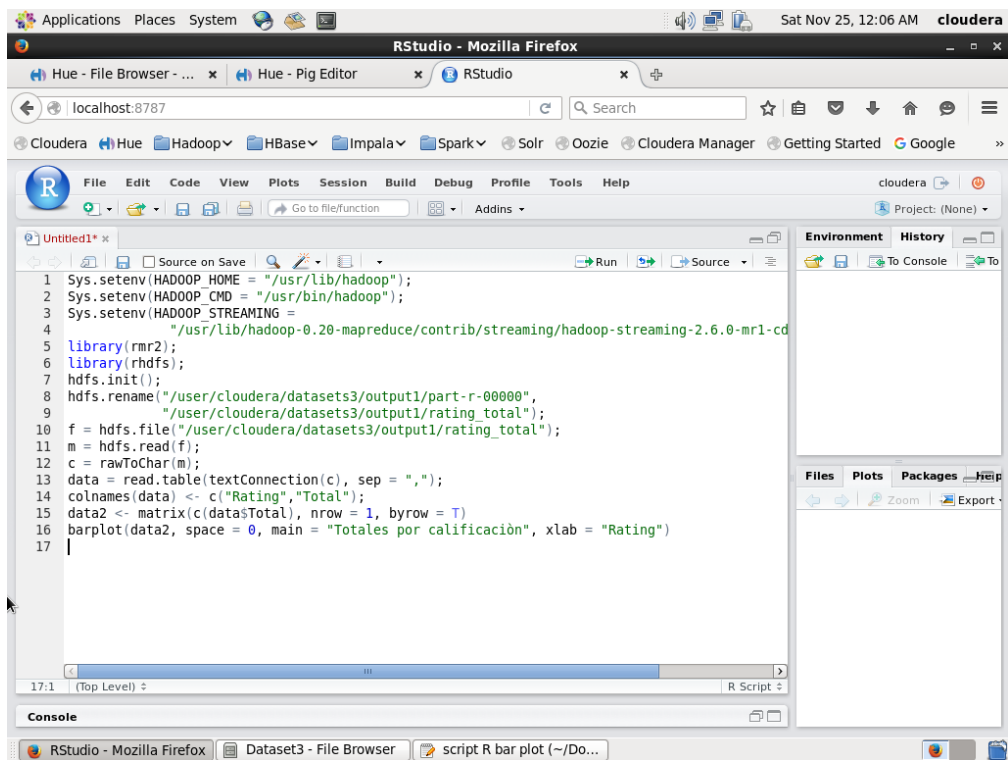 Applications Places System Sat Nov 25, 12:06 AM cloudera
RStudio - Mozilla Firefox
Hue - File Browser - ... × Hue - Pig Editor × RStudio ×
localhost:8787 Search
Cloudera Hue Hadoop HBase Impala Spark Solr Oozie Cloudera Manager Getting Started Google »
R File Edit Code View Plots Session Build Debug Profile Tools Help cloudera
Go to file/function Addins Project: (None)
Untitled1* × Environment History
Source on Save Run Source To Console To
1 Sys.setenv(HADOOP_HOME = "/usr/lib/hadoop");
2 Sys.setenv(HADOOP_CMD = "/usr/bin/hadoop");
3 Sys.setenv(HADOOP_STREAMING =
4 "/usr/lib/hadoop-0.20-mapreduce/contrib/streaming/hadoop-streaming-2.6.0-mr1-cd
5 library(rmr2);
6 library(rhdfs);
7 hdfs.init();
8 hdfs.rename("/user/cloudera/datasets3/output1/part-r-00000",
9 "/user/cloudera/datasets3/output1/rating_total");
10 f = hdfs.file("/user/cloudera/datasets3/output1/rating_total");
11 m = hdfs.read(f);
12 c = rawToChar(m);
13 data = read.table(textConnection(c), sep = ",");
14 colnames(data) <- c("Rating","Total");
15 data2 <- matrix(c(data$Total), nrow = 1, byrow = T)
16 barplot(data2, space = 0, main = "Totales por calificaciòn", xlab = "Rating")
17
Files Plots Packages Help
Zoom Export
17:1 (Top Level) R Script
Console
RStudio - Mozilla Firefox Dataset3 - File Browser script R bar plot (~/Do...